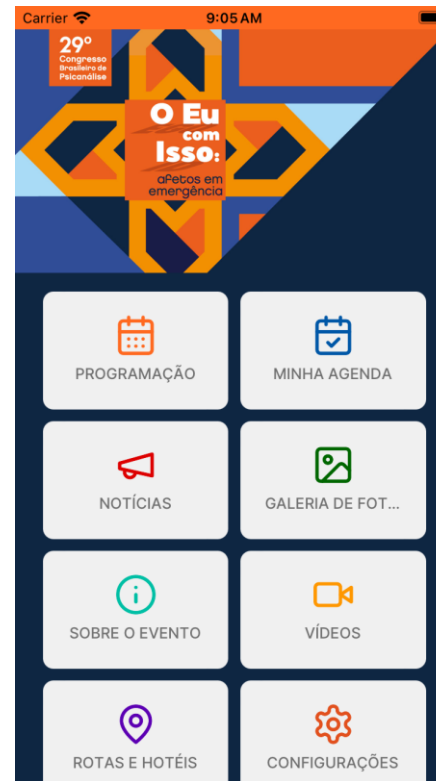 Carrier
9:05 AM
29º
Congresso
Brasileiro de
Psicanálise
O Eu
com
Isso:
afetos em
emergência
PROGRAMAÇÃO
MINHA AGENDA
NOTÍCIAS
GALERIA DE FOT...
SOBRE O EVENTO
VÍDEOS
ROTAS E HOTÉIS
CONFIGURAÇÕES